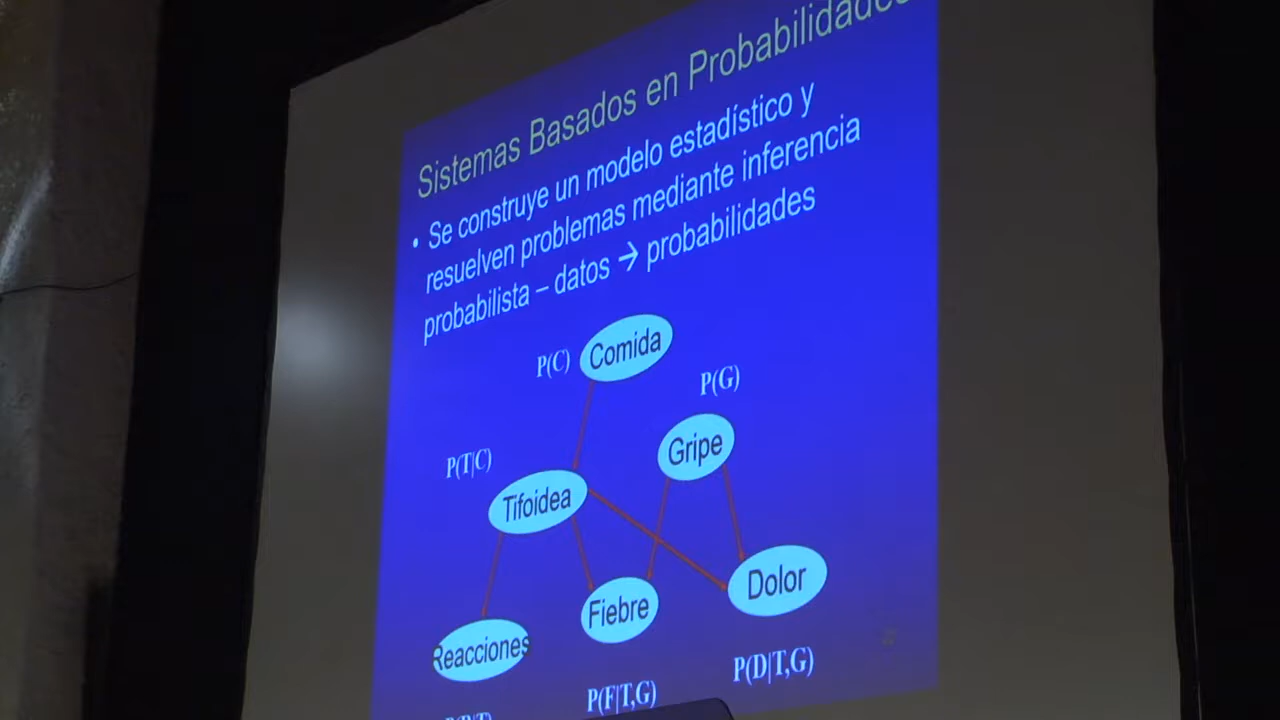 Sistemas Basados en Probabilidades
• Se construye un modelo estadístico y
resuelven problemas mediante inferencia
probabilista – datos → probabilidades
P(C)
Comida
P(G)
Gripe
P(T|C)
Tifoidea
Dolor
Fiebre
Reacciones
P(D|T,G)
P(F|T,G)